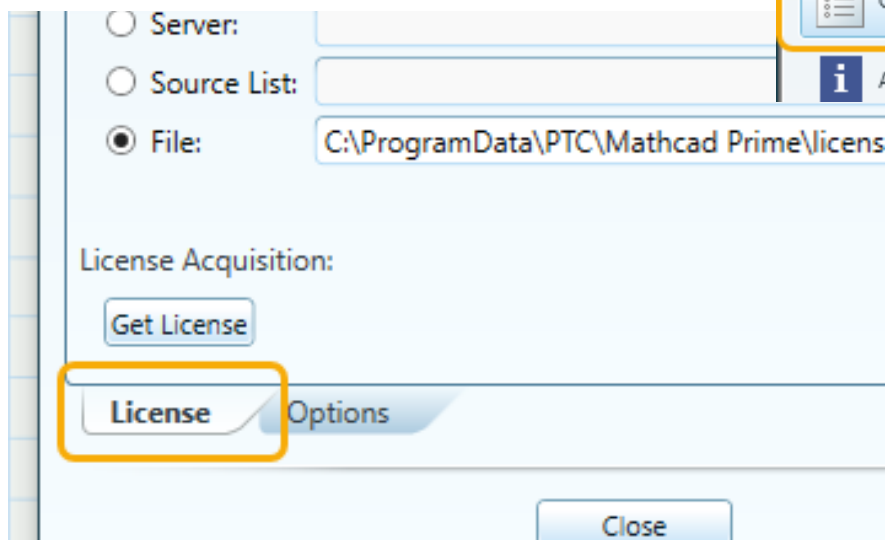 Server:
Source List:
File: C:\ProgramData\PTC\Mathcad Prime\licens
License Acquisition:
Get License
License Options
Close